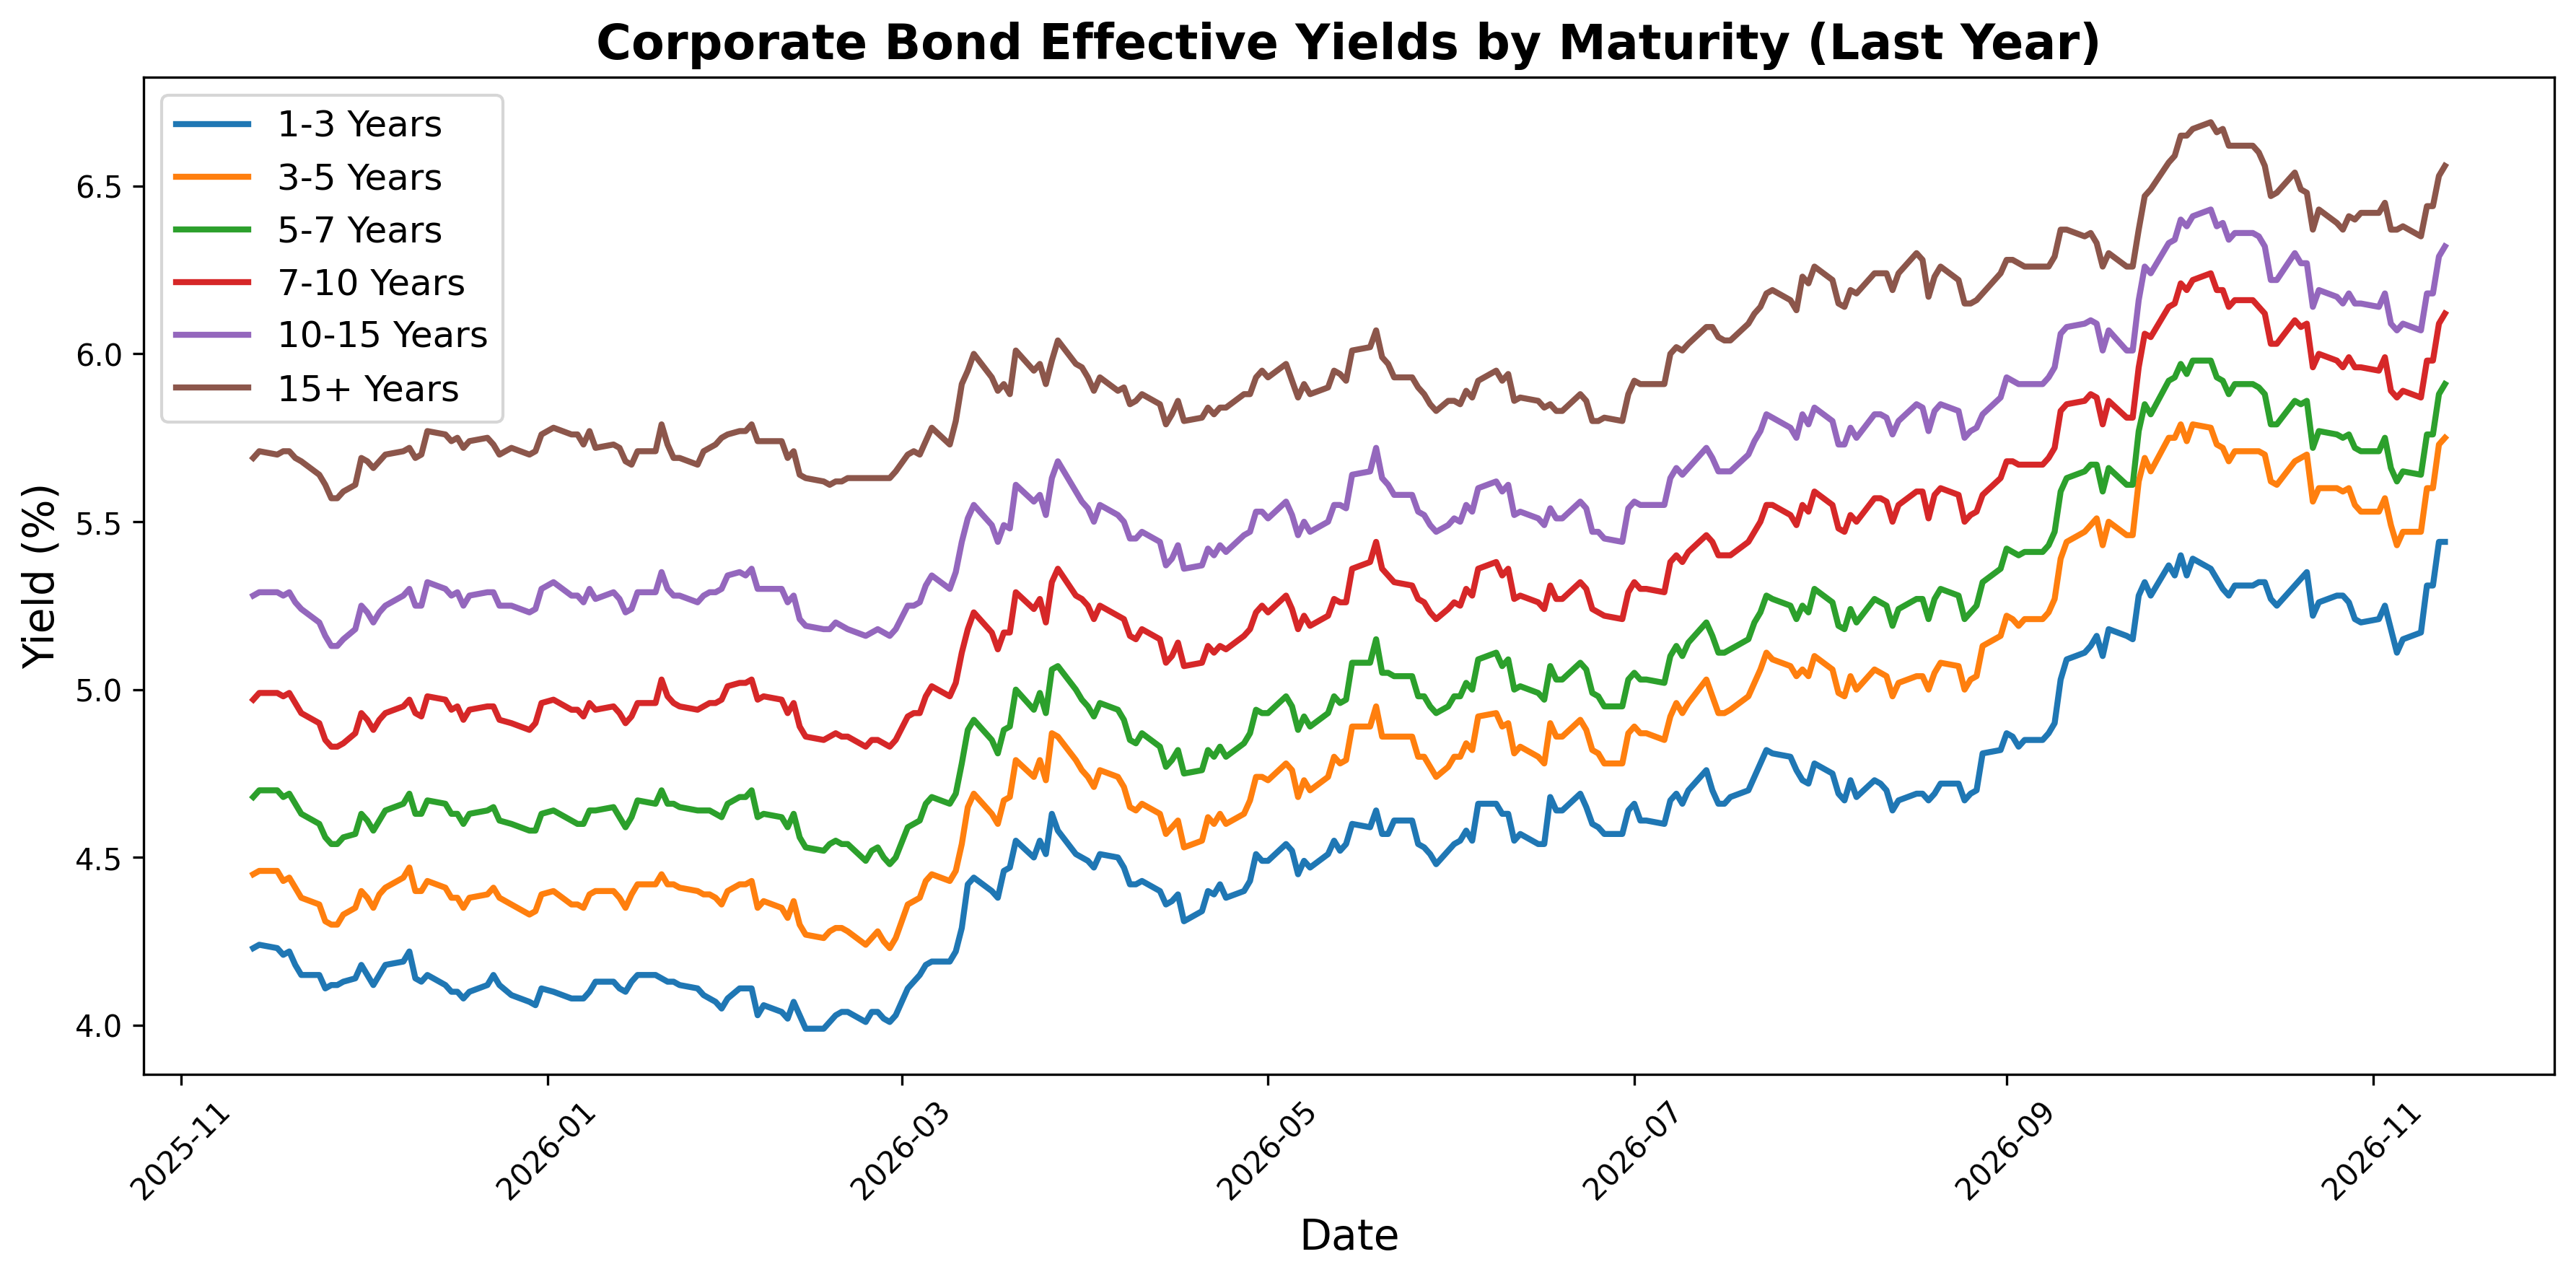 Corporate Bond Effective Yields by Maturity (Last Year)
1-3 Years
3-5 Years
5-7 Years
7-10 Years
10-15 Years
15+ Years
Yield (%)
6.5
6.0
5.5
5.0
4.5
4.0
2025-11
2026-01
2026-03
2026-05
2026-07
2026-09
2026-11
Date